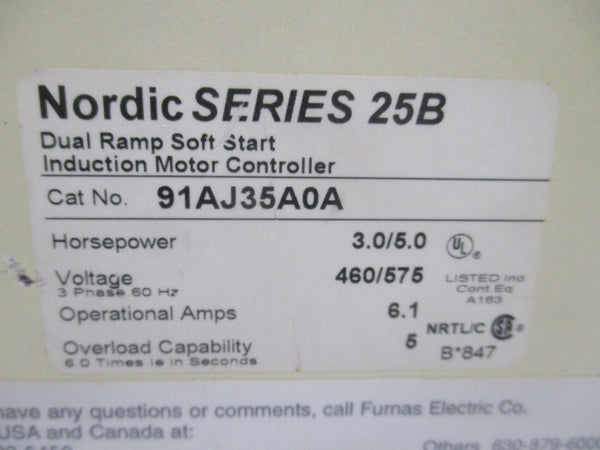 Nordic SERIES 25B
Dual Ramp Soft Start
Induction Motor Controller
Cat No. 91AJ35A0A
Horsepower 3.0/5.0 UL ®
Voltage 460/575 LISTED Ind
3 Phase 60 Hz Cont Eq
A163
Operational Amps 6.1
Overload Capability 5 NRTL/C SA ®
6.0 Times Ie in Seconds B*847
have any questions or comments, call Furnas Electric Co.
USA and Canada at:
Others, 630-879-6000